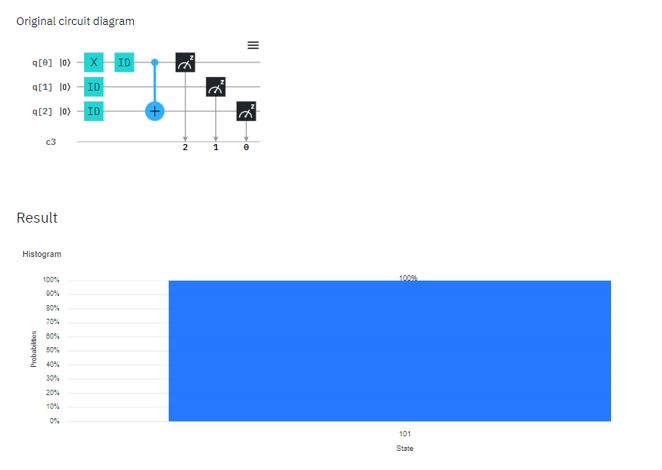 Original circuit diagram
q[0] |0⟩ X ID z
q[1] |0⟩ ID z
q[2] |0⟩ ID + z
c3 2 1 0
Result
Histogram
100%
100%
90%
80%
70%
60%
50%
40%
30%
20%
10%
0%
Probabilities
101
State